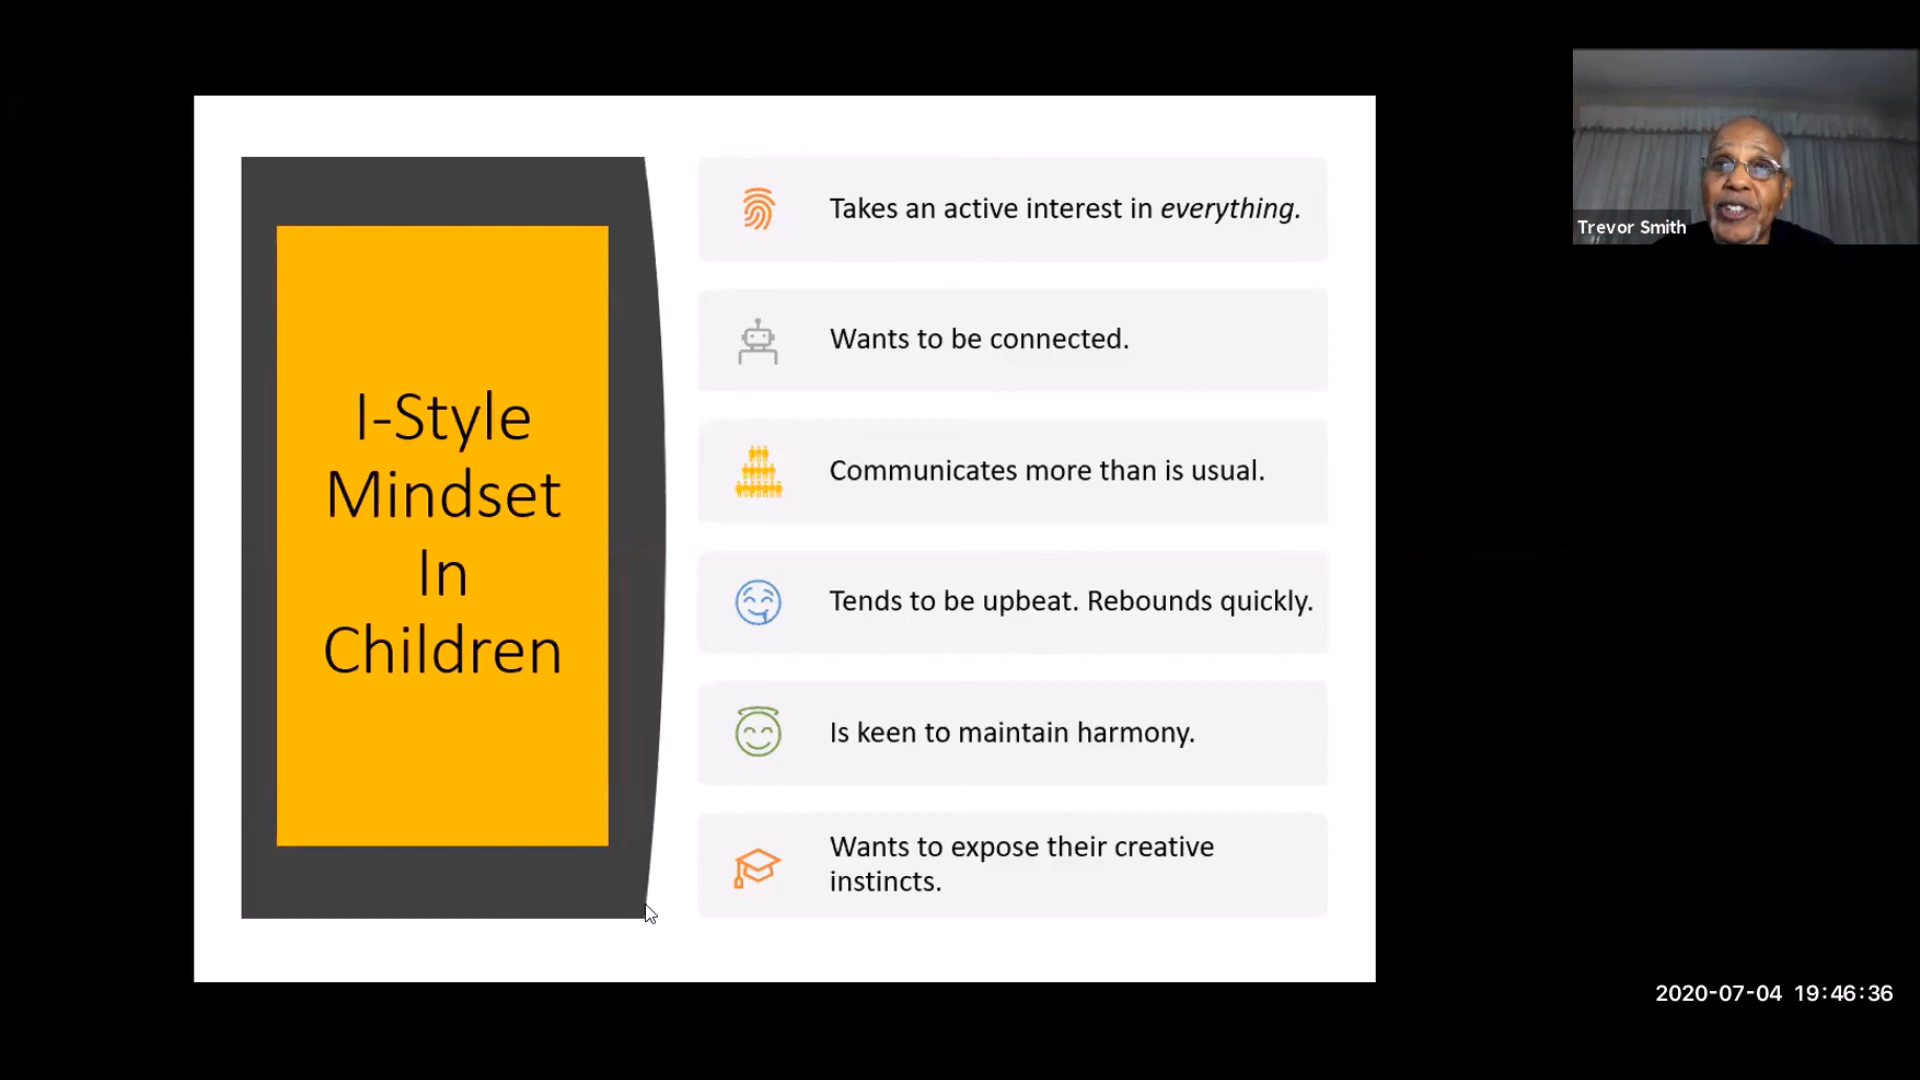 I-Style
Mindset
In
Children
Takes an active interest in everything.
Wants to be connected.
Communicates more than is usual.
Tends to be upbeat. Rebounds quickly.
Is keen to maintain harmony.
Wants to expose their creative
instincts.
Trevor Smith
2020-07-04 19:46:36